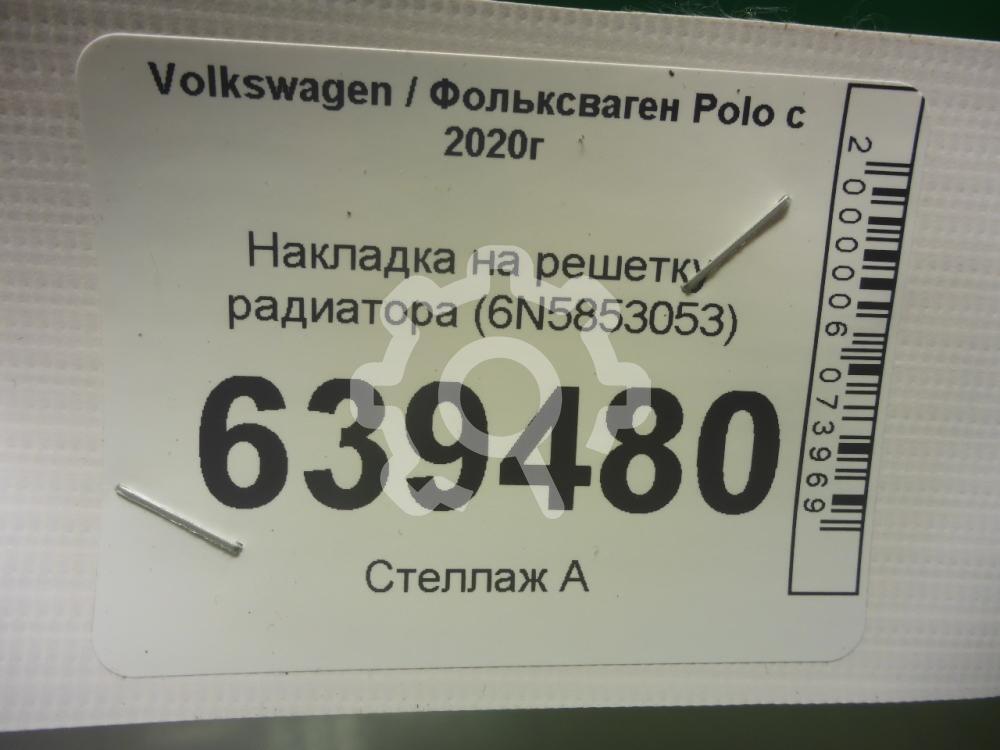 Volkswagen / Фольксваген Polo с
2020г
Накладка на решетку
радиатора (6N5853053)
639480
Стеллаж А
2000006073969